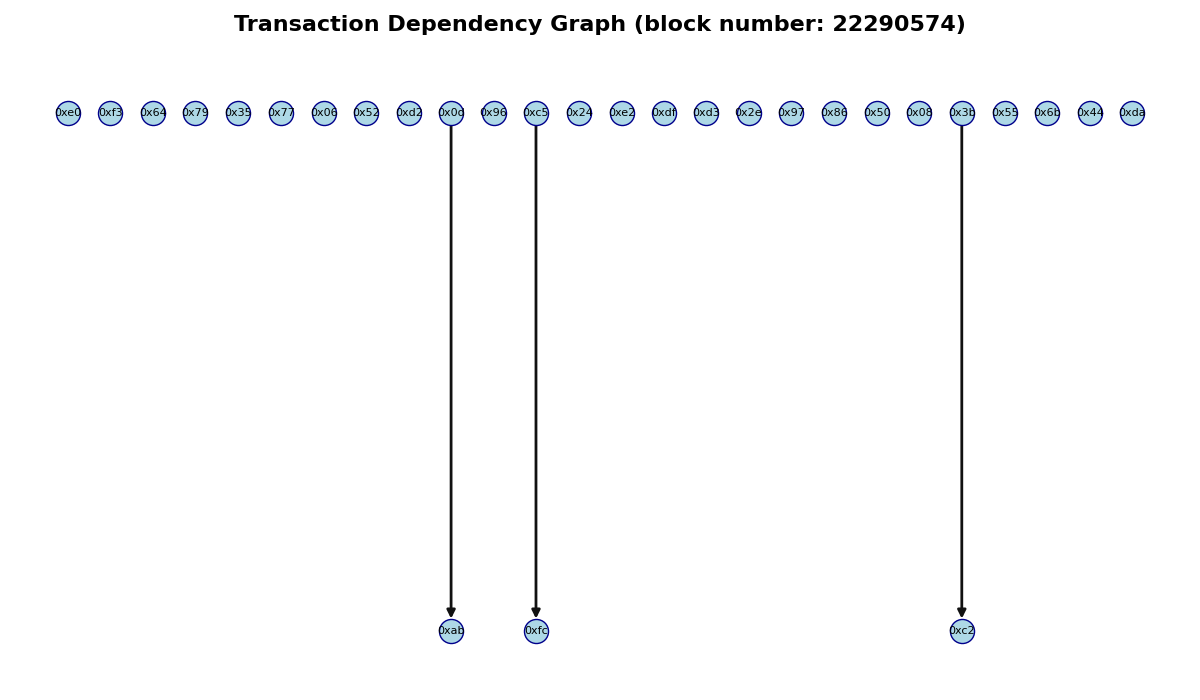 Transaction Dependency Graph (block number: 22290574)
0xe0 0xf3 0x64 0x79 0x35 0x77 0x06 0x52 0xd2 0x0d 0x96 0xc5 0x24 0xe2 0xdf 0xd3 0x2e 0x97 0x86 0x50 0x08 0x3b 0x55 0x6b 0x44 0xda
0xab 0xfc 0xc2